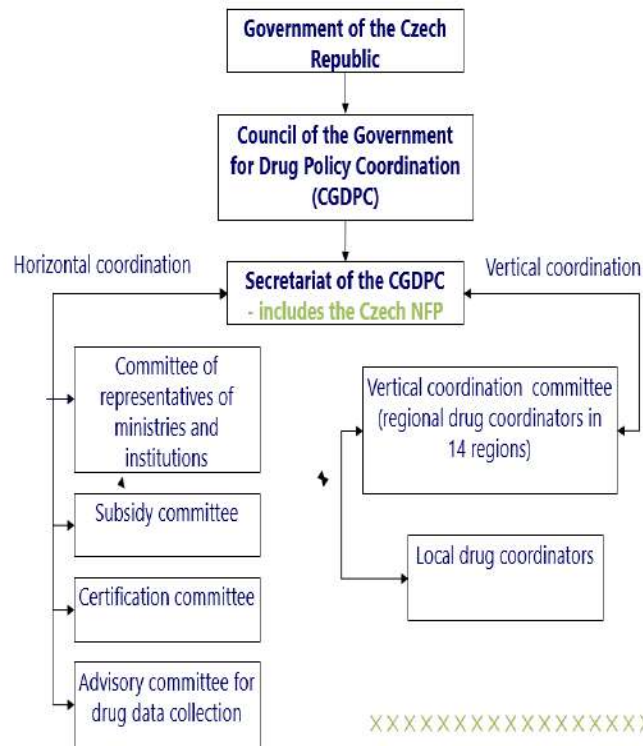 Government of the Czech
Republic
Council of the Government
for Drug Policy Coordination
(CGDPC)
Horizontal coordination
Secretariat of the CGDPC
- includes the Czech NFP
Vertical coordination
Committee of
representatives of
ministries and
institutions
Subsidy committee
Certification committee
Advisory committee for
drug data collection
Vertical coordination committee
(regional drug coordinators in
14 regions)
Local drug coordinators
XXXXXXXXXXXXXXXX